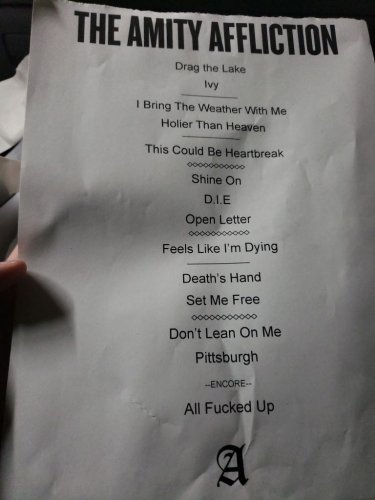 THE AMITY AFFLICTION
Drag the Lake
Ivy
I Bring The Weather With Me
Holier Than Heaven
This Could Be Heartbreak
Shine On
D.I.E
Open Letter
Feels Like I'm Dying
Death's Hand
Set Me Free
Don't Lean On Me
Pittsburgh
--ENCORE--
All Fucked Up
A